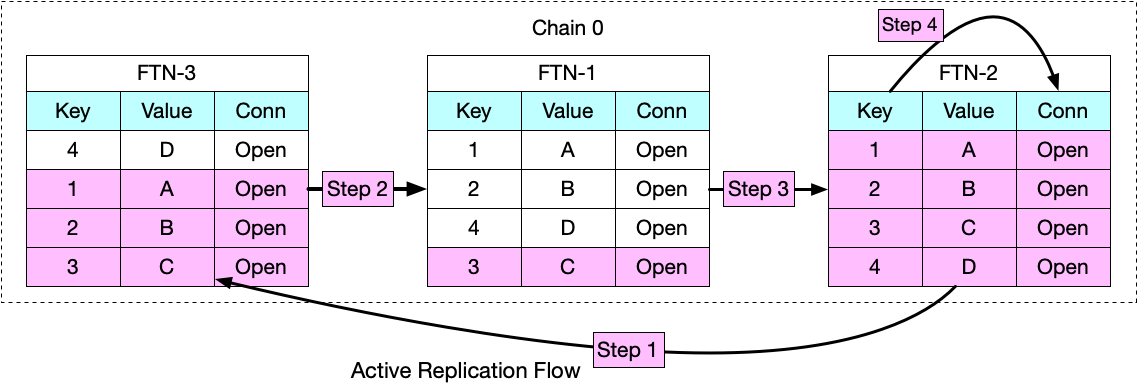 Chain 0
Step 4
FTN-3
Key Value Conn
4 D Open
1 A Open
2 B Open
3 C Open
Step 2
FTN-1
Key Value Conn
1 A Open
2 B Open
4 D Open
3 C Open
Step 3
FTN-2
Key Value Conn
1 A Open
2 B Open
3 C Open
4 D Open
Step 1
Active Replication Flow